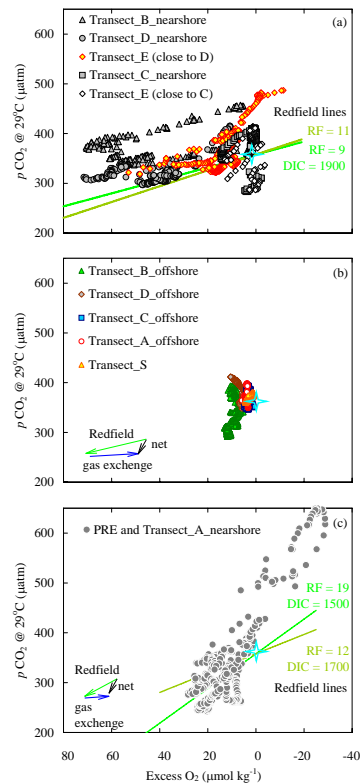 (a)
600
500
400
300
200
p CO2 @ 29°C (μatm)
Transect_B_nearshore
Transect_D_nearshore
Transect_E (close to D)
Transect_C_nearshore
Transect_E (close to C)
Redfield lines
RF = 11
RF = 9
DIC = 1900
(b)
600
500
400
300
200
p CO2 @ 29°C (μatm)
Transect_B_offshore
Transect_D_offshore
Transect_C_offshore
Transect_A_offshore
Transect_S
Redfield
net
gas exchange
(c)
600
500
400
300
200
p CO2 @ 29°C (μatm)
PRE and Transect_A_nearshore
RF = 19
DIC = 1500
RF = 12
DIC = 1700
Redfield lines
Redfield
net
gas
exchange
80 60 40 20 0 -20 -40
Excess O2 (μmol kg-1)